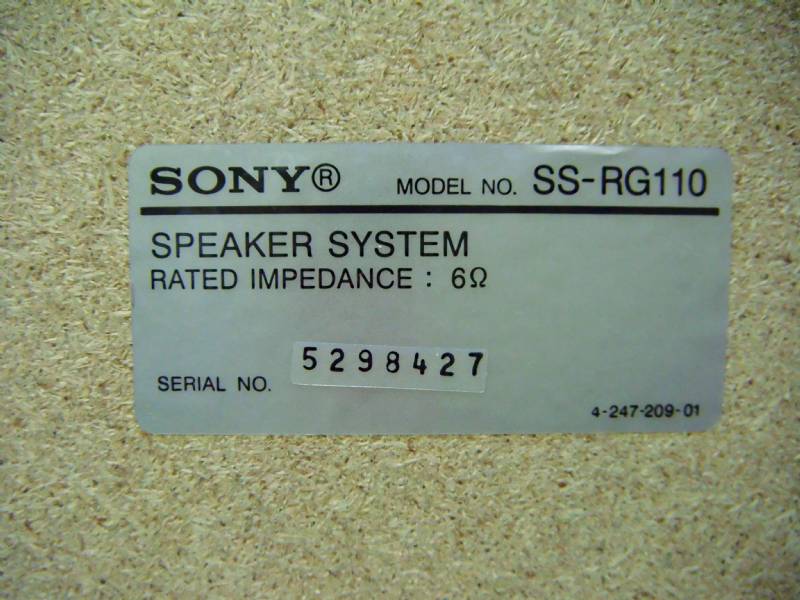 SONY® MODEL NO. SS-RG110
SPEAKER SYSTEM
RATED IMPEDANCE : 6Ω
SERIAL NO. 5298427
4-247-209-01